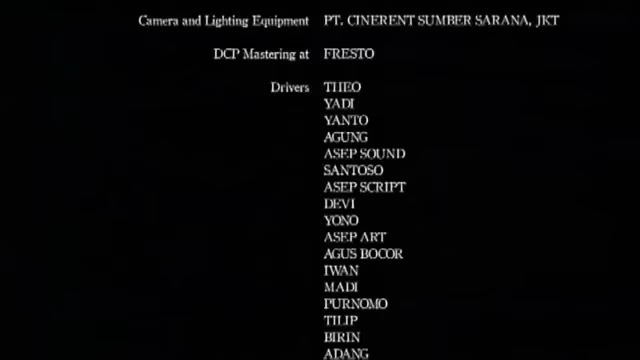 Camera and Lighting Equipment PT. CINERENT SUMBER SARANA, JKT
DCP Mastering at FRESTO
Drivers THEO
YADI
YANTO
AGUNG
ASEP SOUND
SANTOSO
ASEP SCRIPT
DEVI
YONO
ASEP ART
AGUS BOCOR
IWAN
MADI
PURNOMO
TILIP
BIRIN
ADANG